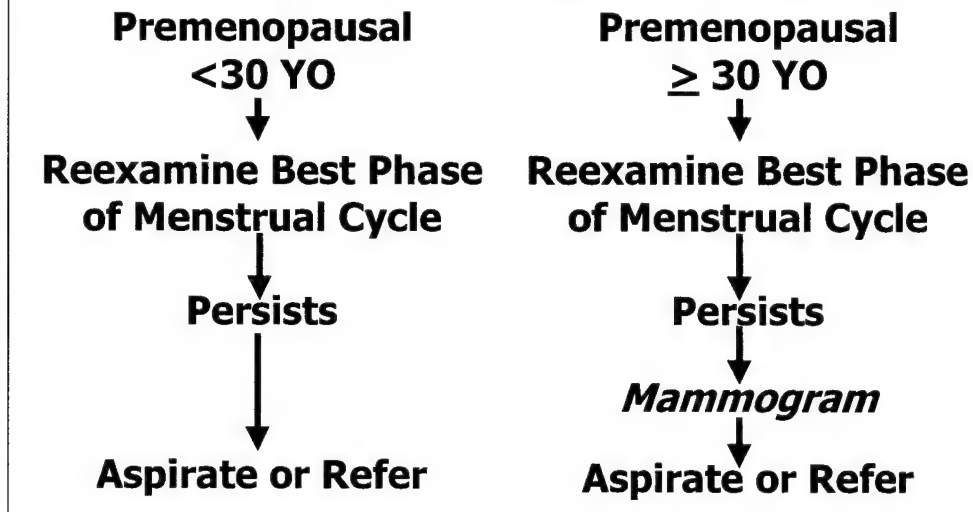 Premenopausal
<30 YO
Reexamine Best Phase
of Menstrual Cycle
Persists
Aspirate or Refer
Premenopausal
≥ 30 YO
Reexamine Best Phase
of Menstrual Cycle
Persists
Mammogram
Aspirate or Refer